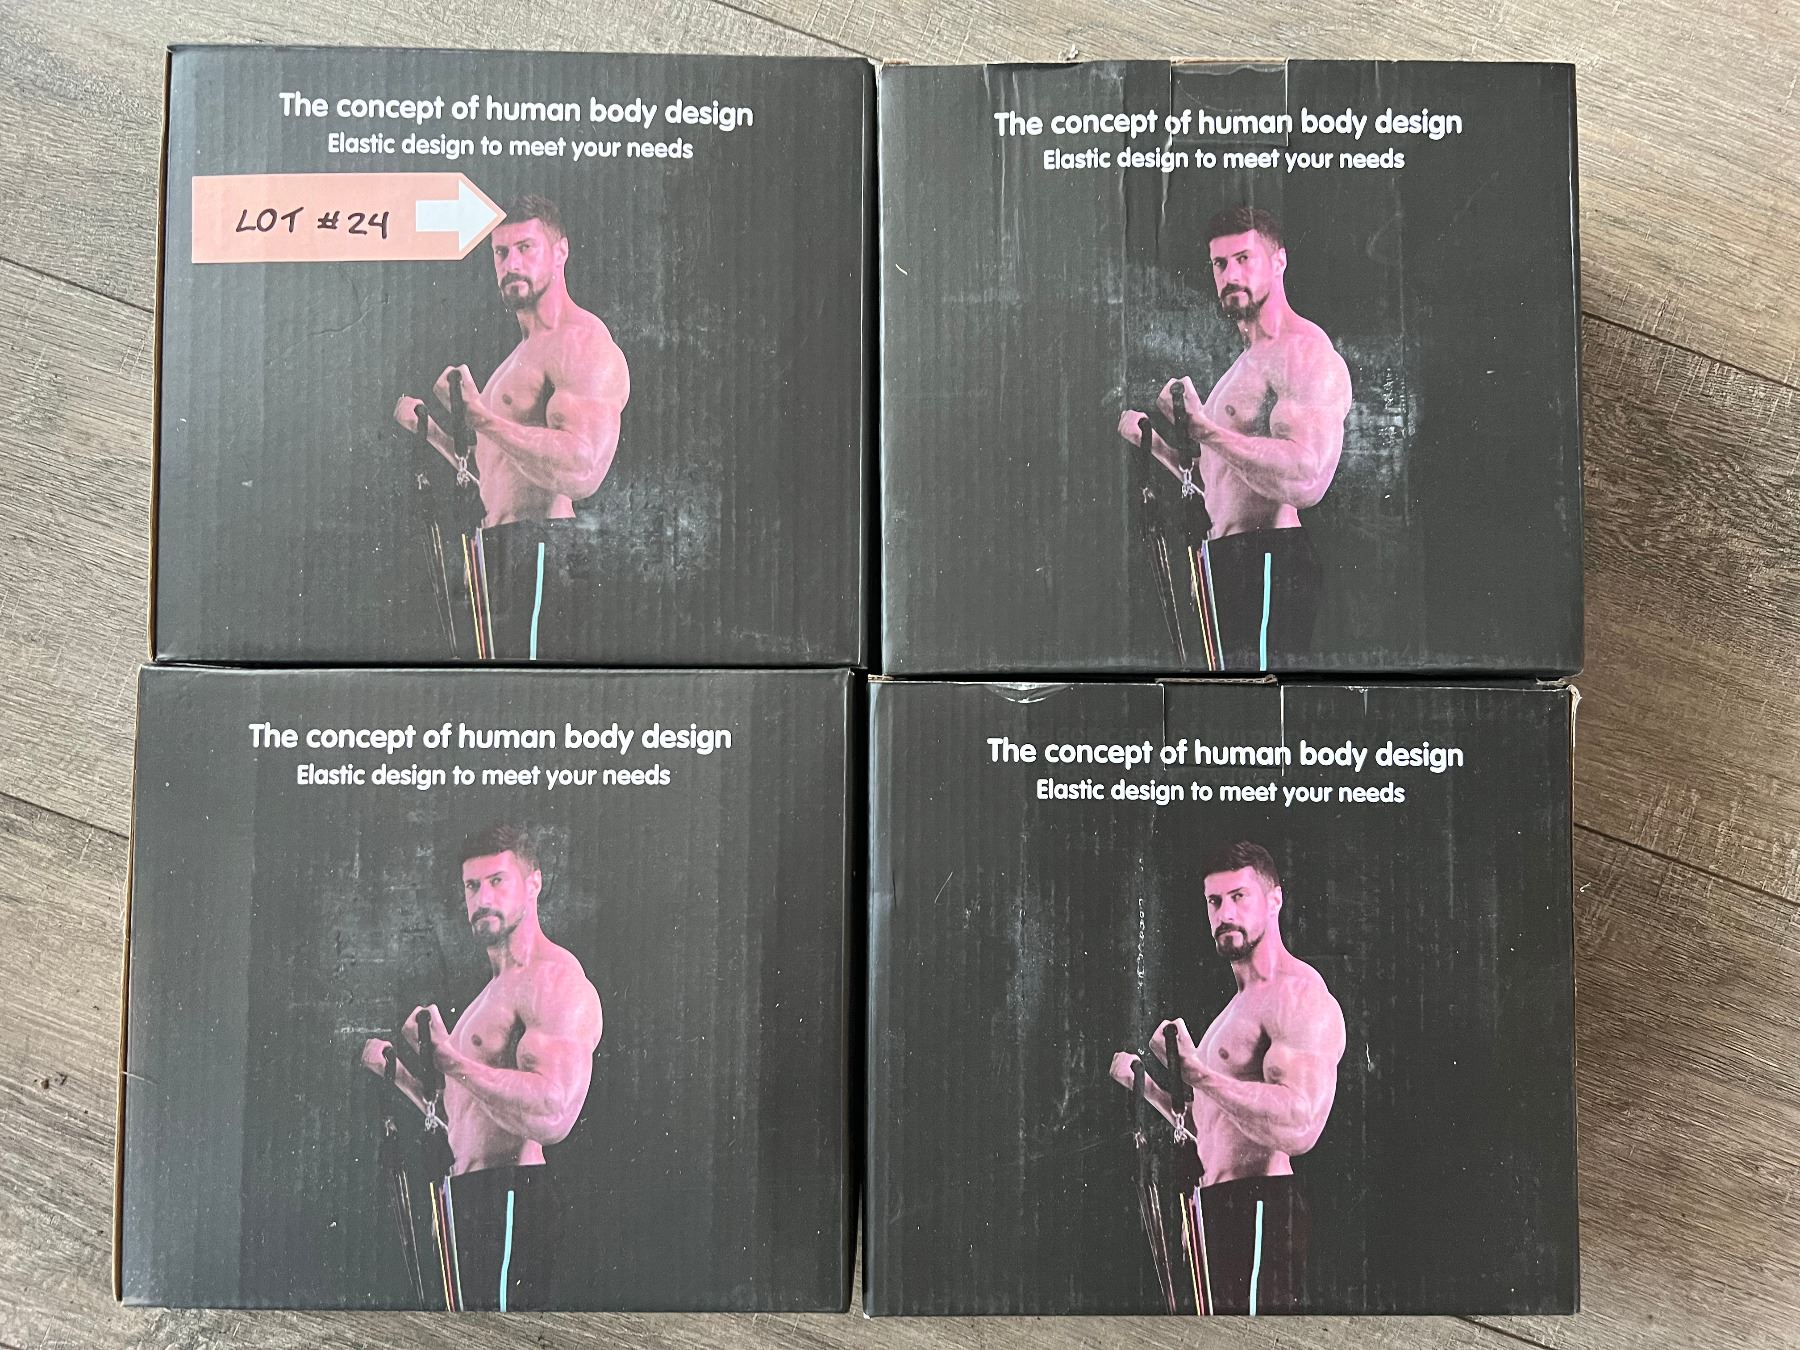 The concept of human body design
Elastic design to meet your needs
LOT #24
The concept of human body design
Elastic design to meet your needs
The concept of human body design
Elastic design to meet your needs
The concept of human body design
Elastic design to meet your needs